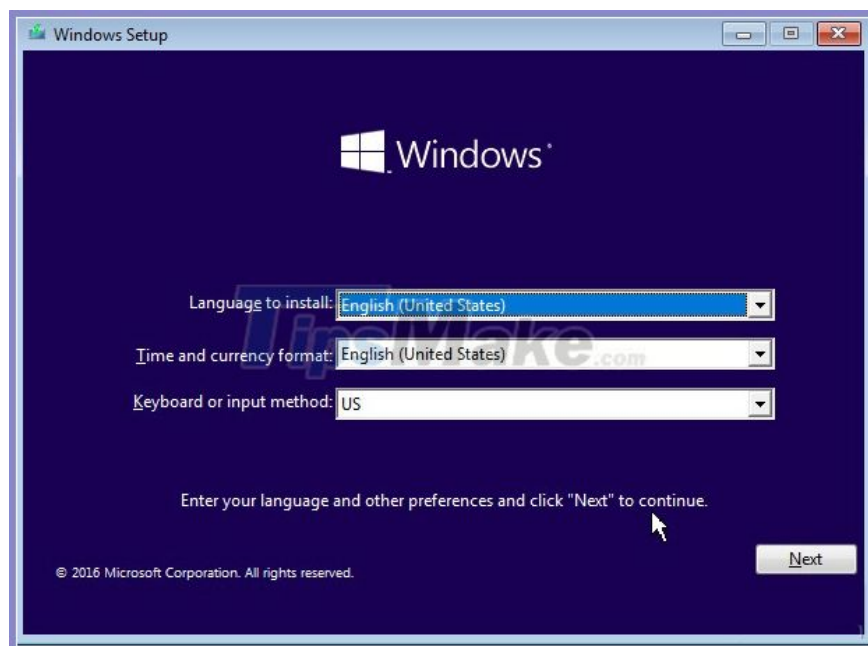 Windows Setup
Windows
Language to install: English (United States)
TipsMake.com
Time and currency format: English (United States)
Keyboard or input method: US
Enter your language and other preferences and click "Next" to continue.
Next
© 2016 Microsoft Corporation. All rights reserved.